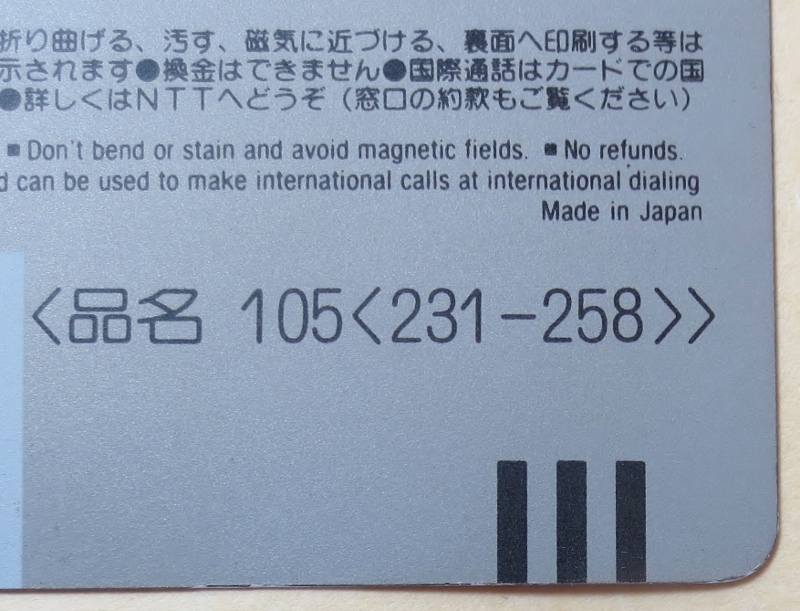 折り曲げる、汚す、磁気に近づける、裏面へ印刷する等は
示されます●換金はできません●国際通話はカードでの国
●詳しくはNTTへどうぞ（窓口の約款もご覧ください）
■Don't bend or stain and avoid magnetic fields. ■No refunds.
d can be used to make international calls at international dialing
Made in Japan
<品名 105<231-258>>